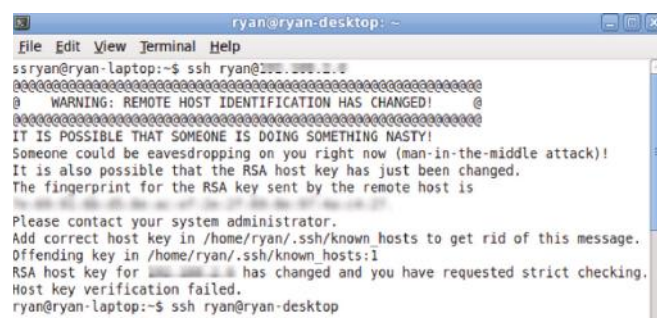 ryan@ryan-desktop: ~
File Edit View Terminal Help
ssryan@ryan-laptop:~$ ssh ryan@
@@@@@@@@@@@@@@@@@@@@@@@@@@@@@@@@@@@@@@@@@@@@@@@@@@@@@@@@@@@
@    WARNING: REMOTE HOST IDENTIFICATION HAS CHANGED!     @
@@@@@@@@@@@@@@@@@@@@@@@@@@@@@@@@@@@@@@@@@@@@@@@@@@@@@@@@@@@
IT IS POSSIBLE THAT SOMEONE IS DOING SOMETHING NASTY!
Someone could be eavesdropping on you right now (man-in-the-middle attack)!
It is also possible that the RSA host key has just been changed.
The fingerprint for the RSA key sent by the remote host is
Please contact your system administrator.
Add correct host key in /home/ryan/.ssh/known_hosts to get rid of this message.
Offending key in /home/ryan/.ssh/known_hosts:1
RSA host key for has changed and you have requested strict checking.
Host key verification failed.
ryan@ryan-laptop:~$ ssh ryan@ryan-desktop